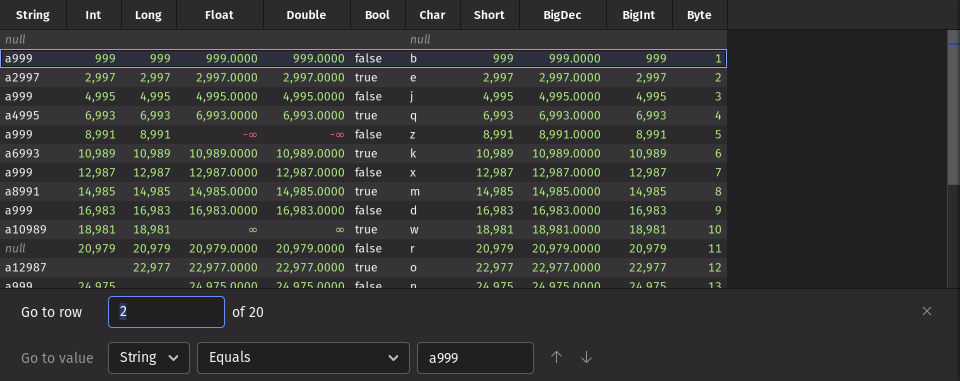 String Int Long Float Double Bool Char Short BigDec BigInt Byte
null null
a999 999 999 999.0000 999.0000 false b 999 999.0000 999 1
a2997 2,997 2,997 2,997.0000 2,997.0000 true e 2,997 2,997.0000 2,997 2
a999 4,995 4,995 4,995.0000 4,995.0000 false j 4,995 4,995.0000 4,995 3
a4995 6,993 6,993 6,993.0000 6,993.0000 true q 6,993 6,993.0000 6,993 4
a999 8,991 8,991 -∞ -∞ false z 8,991 8,991.0000 8,991 5
a6993 10,989 10,989 10,989.0000 10,989.0000 true k 10,989 10,989.0000 10,989 6
a999 12,987 12,987 12,987.0000 12,987.0000 false x 12,987 12,987.0000 12,987 7
a8991 14,985 14,985 14,985.0000 14,985.0000 true m 14,985 14,985.0000 14,985 8
a999 16,983 16,983 16,983.0000 16,983.0000 false d 16,983 16,983.0000 16,983 9
a10989 18,981 18,981 ∞ ∞ true w 18,981 18,981.0000 18,981 10
null 20,979 20,979 20,979.0000 20,979.0000 false r 20,979 20,979.0000 20,979 11
a12987 22,977 22,977.0000 22,977.0000 true o 22,977 22,977.0000 22,977 12
a999 24,975 24,975.0000 24,975.0000 false n 24,975 24,975.0000 24,975 13
Go to row 2 of 20
Go to value String Equals a999